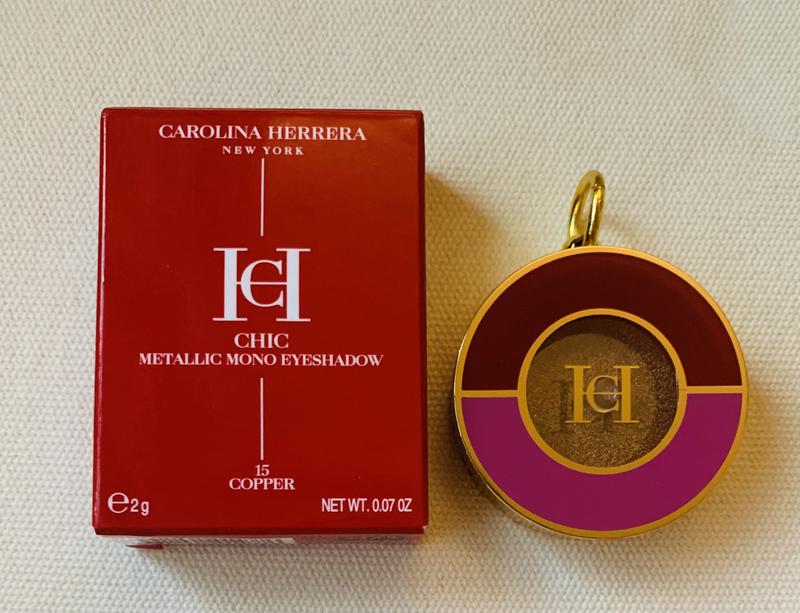 CAROLINA HERRERA
NEW YORK
CH
CHIC
METALLIC MONO EYESHADOW
15
COPPER
℮2g NET WT. 0.07 OZ
CH